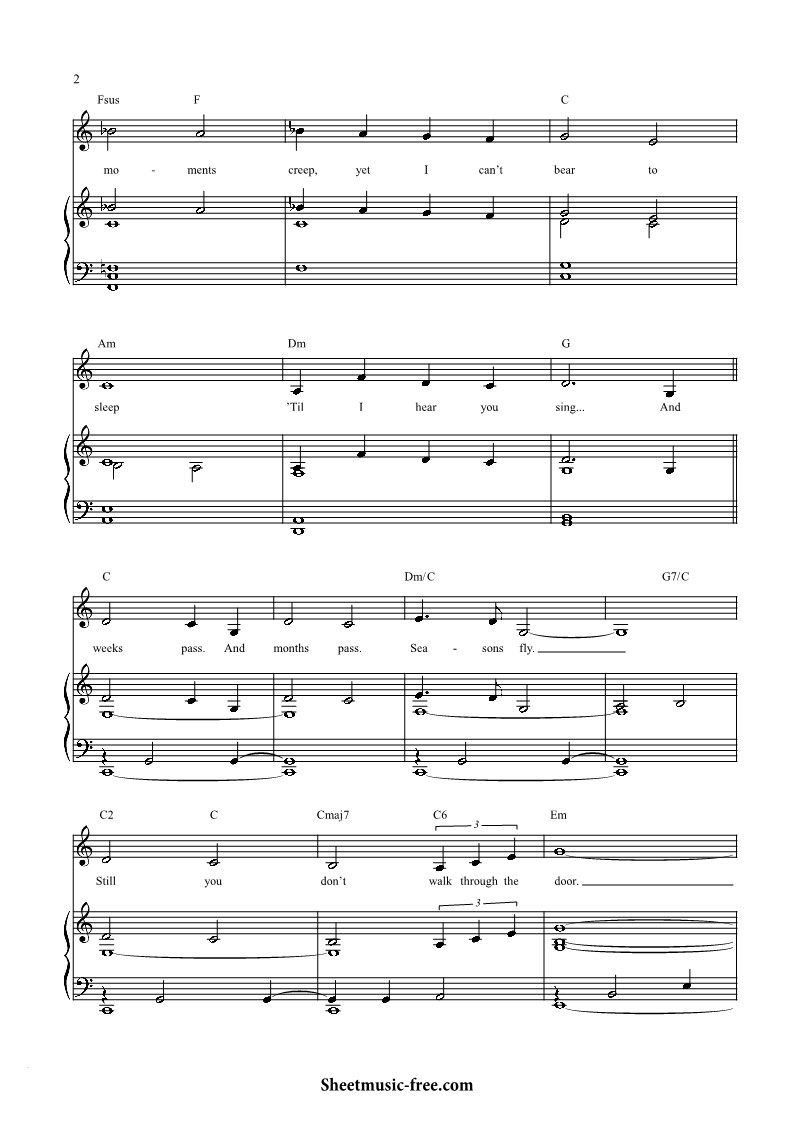 2
Fsus F C
mo - ments creep, yet I can't bear to
Am Dm G
sleep 'Til I hear you sing... And
C Dm/C G7/C
weeks pass. And months pass. Sea - sons fly.
C2 C Cmaj7 C6 Em
3
Still you don't walk through the door.
3
Sheetmusic-free.com